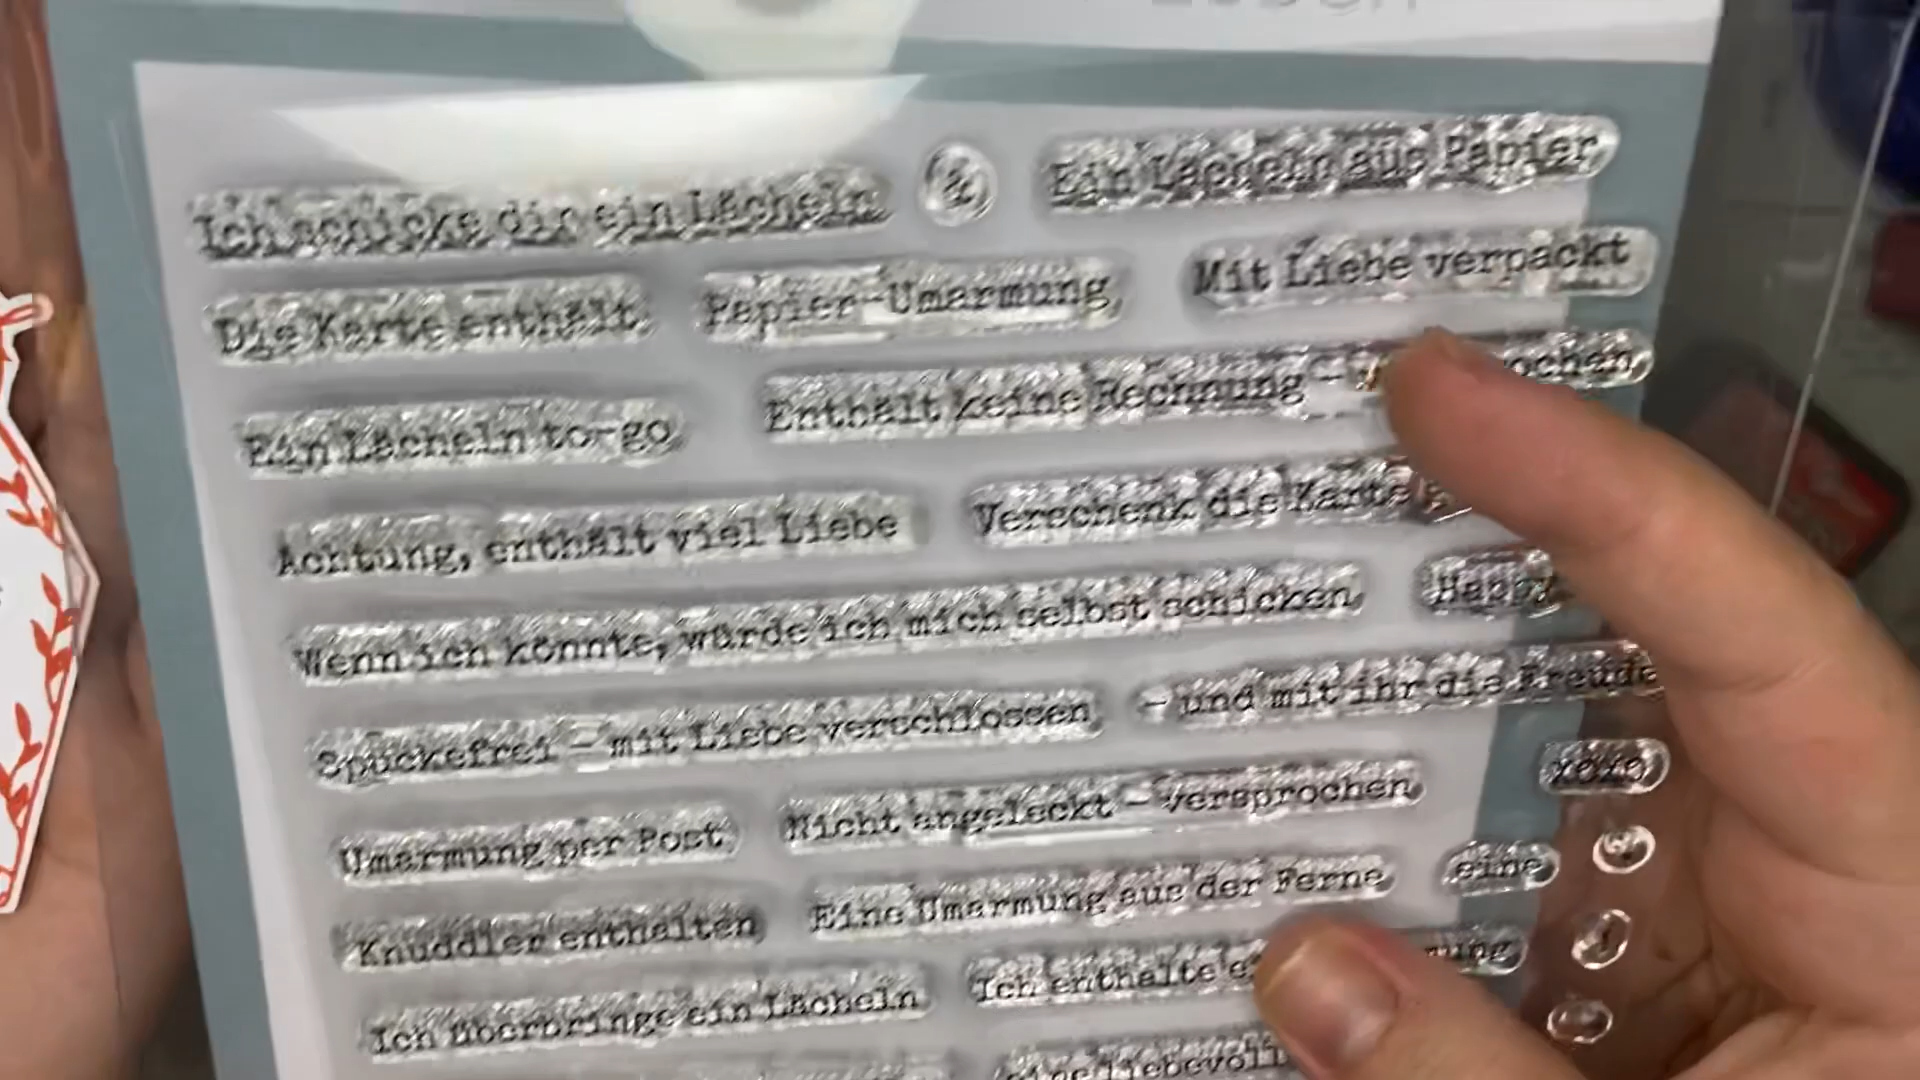 Ich schicke dir ein Lächeln & Ein Lächeln aus Papier
Die Karte enthält Papier-Umarmung Mit Liebe verpackt
Ein Lächeln to-go Enthält keine Rechnung -
Achtung, enthält viel Liebe Verschenk die Karte
Wenn ich könnte, würde ich mich selbst schicken Happy
Spuckefrei - mit Liebe verschlossen - und mit ihr die Freude
Umarmung per Post Nicht angeleckt - versprochen xoxo
Knuddler enthalten Eine Umarmung aus der Ferne eine
Ich überbringe ein Lächeln Ich enthalte